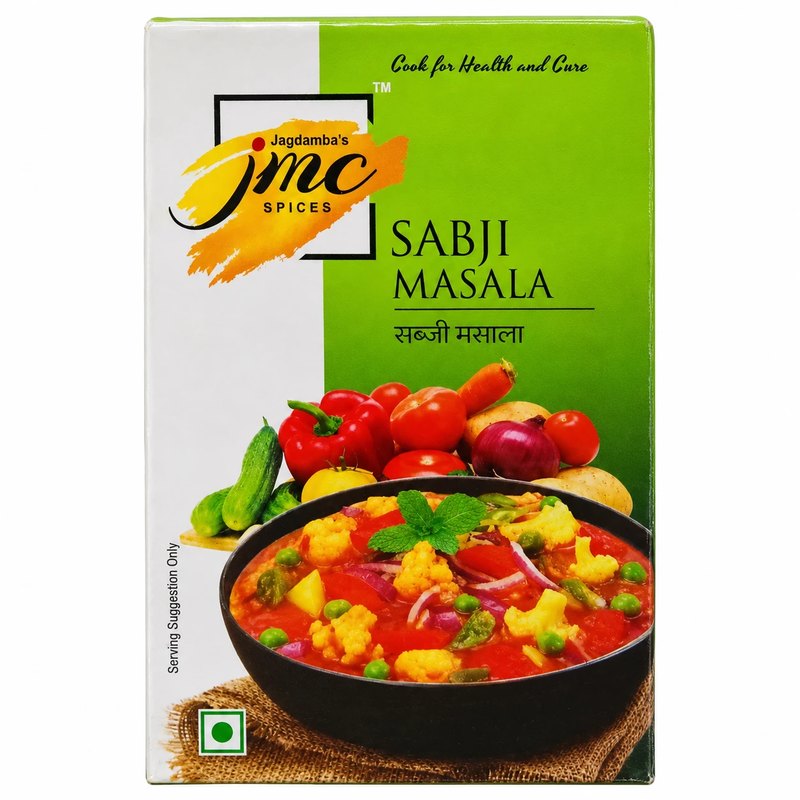 Cook for Health and Cure
TM
Jagdamba's
jmc
SPICES
SABJI
MASALA
सब्जी मसाला
Serving Suggestion Only